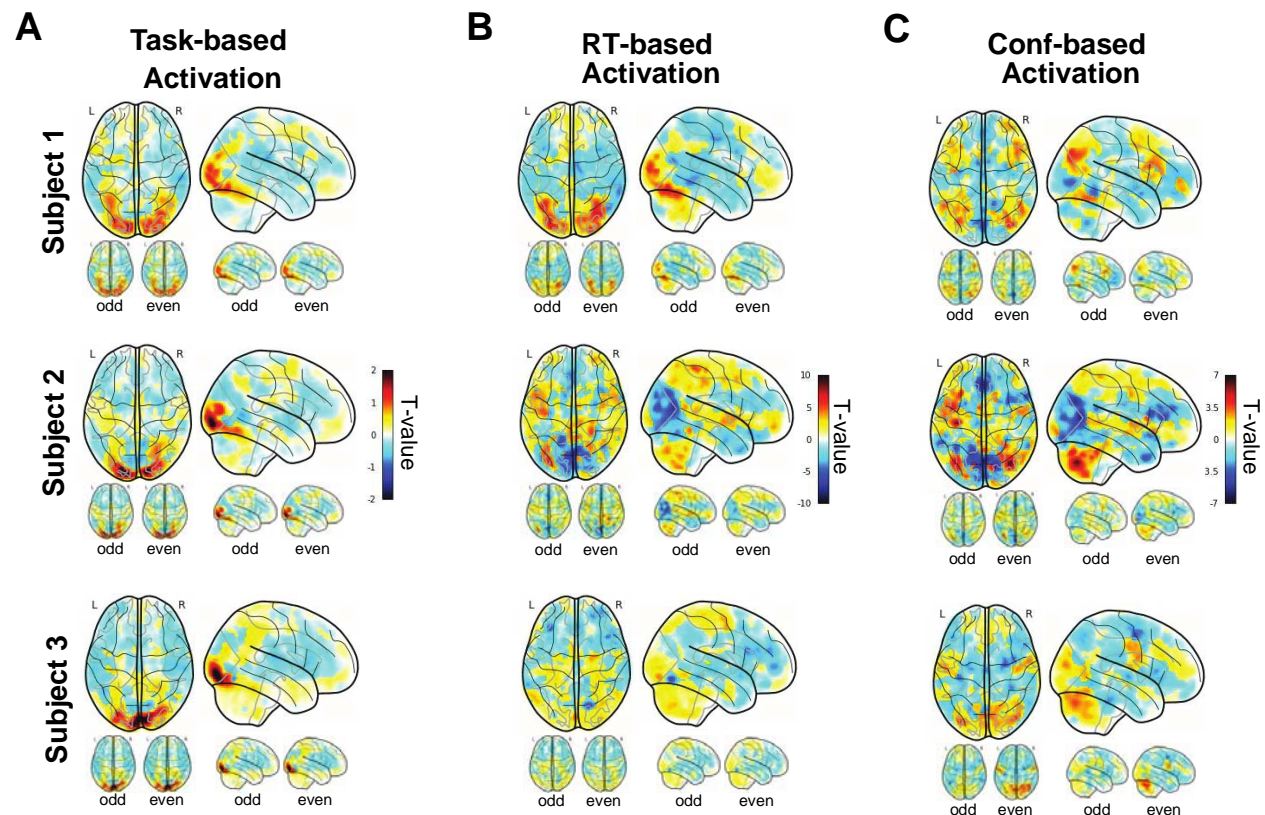 A
Task-based
Activation
B
RT-based
Activation
C
Conf-based
Activation
Subject 1
L R
L R
L R
odd even
odd even
odd even
odd even
odd even
odd even
Subject 2
L R
2
1
0
-1
-2
T-value
L R
10
5
0
-5
-10
T-value
L R
7
3.5
0
3.5
-7
T-value
odd even
odd even
odd even
odd even
odd even
odd even
Subject 3
L R
L R
L R
odd even
odd even
odd even
odd even
odd even
odd even